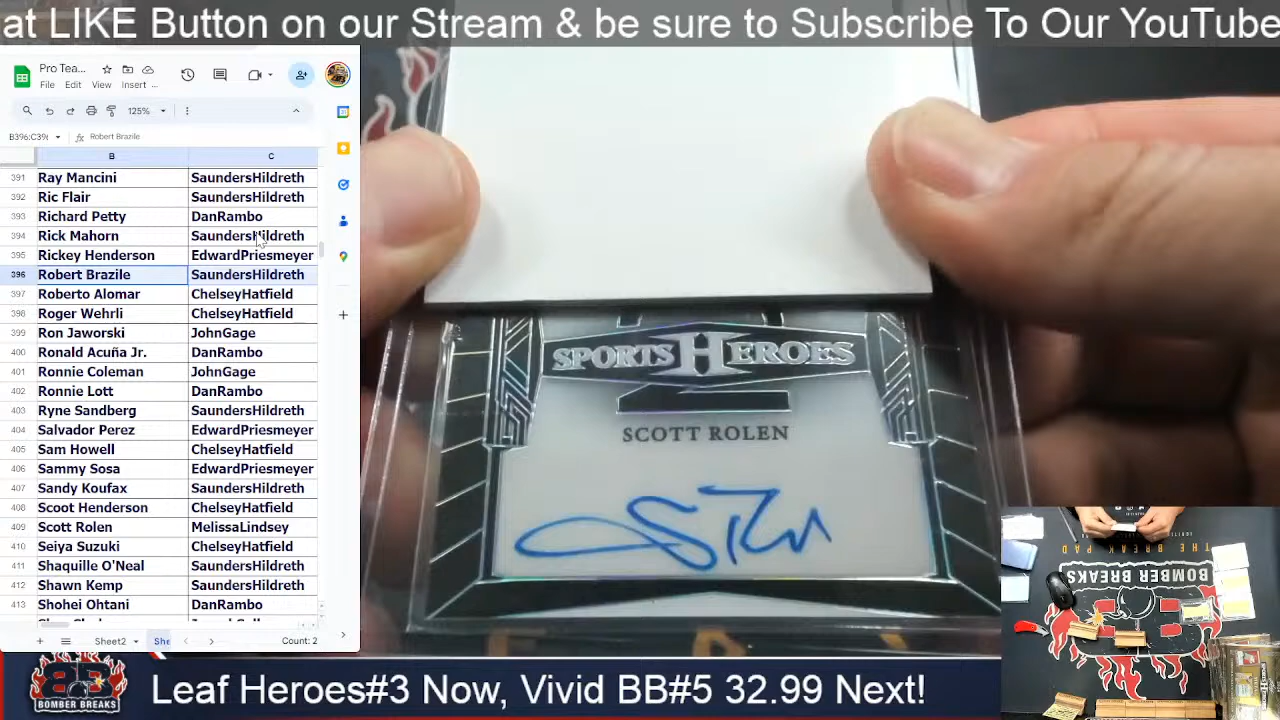 at LIKE Button on our Stream & be sure to Subscribe To Our YouTube
Pro Tea...
File Edit View Insert ...
125%
B396:C396 fx Robert Brazile
B C
391 Ray Mancini SaundersHildreth
392 Ric Flair SaundersHildreth
393 Richard Petty DanRambo
394 Rick Mahorn SaundersHildreth
395 Rickey Henderson EdwardPriesmeyer
396 Robert Brazile SaundersHildreth
397 Roberto Alomar ChelseyHatfield
398 Roger Wehrli ChelseyHatfield
399 Ron Jaworski JohnGage
400 Ronald Acuña Jr. DanRambo
401 Ronnie Coleman JohnGage
402 Ronnie Lott DanRambo
403 Ryne Sandberg SaundersHildreth
404 Salvador Perez EdwardPriesmeyer
405 Sam Howell ChelseyHatfield
406 Sammy Sosa EdwardPriesmeyer
407 Sandy Koufax SaundersHildreth
408 Scoot Henderson ChelseyHatfield
409 Scott Rolen MelissaLindsey
410 Seiya Suzuki ChelseyHatfield
411 Shaquille O'Neal SaundersHildreth
412 Shawn Kemp SaundersHildreth
413 Shohei Ohtani DanRambo
Sheet2 She Count: 2
SPORTS HEROES
SCOTT ROLEN
THE BREAK PAD
BOMBER BREAKS
BOMBER BREAKS
Leaf Heroes#3 Now, Vivid BB#5 32.99 Next!